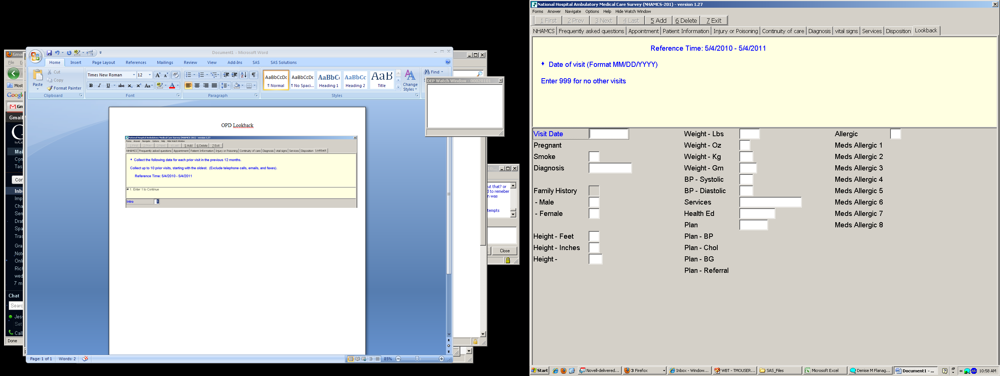 Gma
File
Most
Googl
Gm
Gmail
by Go
Mai
Con
Tas
Cor
Inbo
Imp
Cha
Sen
Draf
Spa
Tras
Gra
Note
Onli
Rich
wed
7 m
Chat
Searc
Jess
Set
Call
Done
Document1 - Microsoft Word
Home Insert Page Layout References Mailings Review View Add-Ins SAS SAS Solutions
Paste
Cut
Copy
Format Painter
Clipboard
Times New Roman 12
Font
Paragraph
AaBbCcDc AaBbCcDc AaBbC AaBbCc AaB
¶ Normal ¶ No Spaci... Heading 1 Heading 2 Title
Change Styles
Styles
Find
OPD Lookback
National Hospital Ambulatory Medical Care Survey (NHAMCS-201) - version 1.27
Forms Answer Navigate Options Help Hide Watch Window
1 First 2 Prev 3 Next 4 Last 5 Add 6 Delete 7 Exit
NHAMCS Frequently asked questions Appointment Patient Information Injury or Poisoning Continuity of care Diagnosis vital signs Services Disposition Lookback
♦ Collect the following data for each prior visit in the previous 12 months.
Collect up to 10 prior visits, starting with the oldest. (Exclude telephone calls, emails, and faxes).
Reference Time: 5/4/2010 - 5/4/2011
1. Enter 1 to Continue
Intro 1
Page: 1 of 1 Words: 2 85%
DEP Watch Window - 00020101
10:
ut that? or
d to remeber
n was
tempts
Close
National Hospital Ambulatory Medical Care Survey (NHAMCS-201) - version 1.27
Forms Answer Navigate Options Help Hide Watch Window
1 First 2 Prev 3 Next 4 Last 5 Add 6 Delete 7 Exit
NHAMCS Frequently asked questions Appointment Patient Information Injury or Poisoning Continuity of care Diagnosis vital signs Services Disposition Lookback
Reference Time: 5/4/2010 - 5/4/2011
♦ Date of visit (Format MM/DD/YYYY)
Enter 999 for no other visits
Visit Date
Pregnant
Smoke
Diagnosis
Family History
- Male
- Female
Height - Feet
Height - Inches
Height -
Weight - Lbs
Weight - Oz
Weight - Kg
Weight - Gm
BP - Systolic
BP - Diastolic
Services
Health Ed
Plan
Plan - BP
Plan - Chol
Plan - BG
Plan - Referral
Allergic
Meds Allergic 1
Meds Allergic 2
Meds Allergic 3
Meds Allergic 4
Meds Allergic 5
Meds Allergic 6
Meds Allergic 7
Meds Allergic 8
Start Novell-delivered... 3 Firefox Inbox - Window... WBT - TMOUSER... SAS_Files Microsoft Excel Denise M Flanag... Document1 - ... 10:58 AM